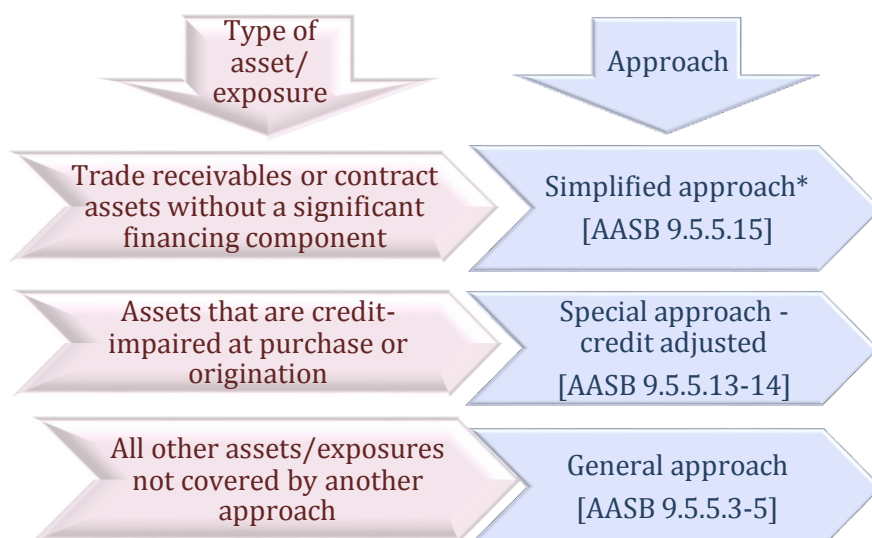 Type of
asset/
exposure
Approach
Trade receivables or contract
assets without a significant
financing component
Simplified approach*
[AASB 9.5.5.15]
Assets that are credit-
impaired at purchase or
origination
Special approach -
credit adjusted
[AASB 9.5.5.13-14]
All other assets/exposures
not covered by another
approach
General approach
[AASB 9.5.5.3-5]